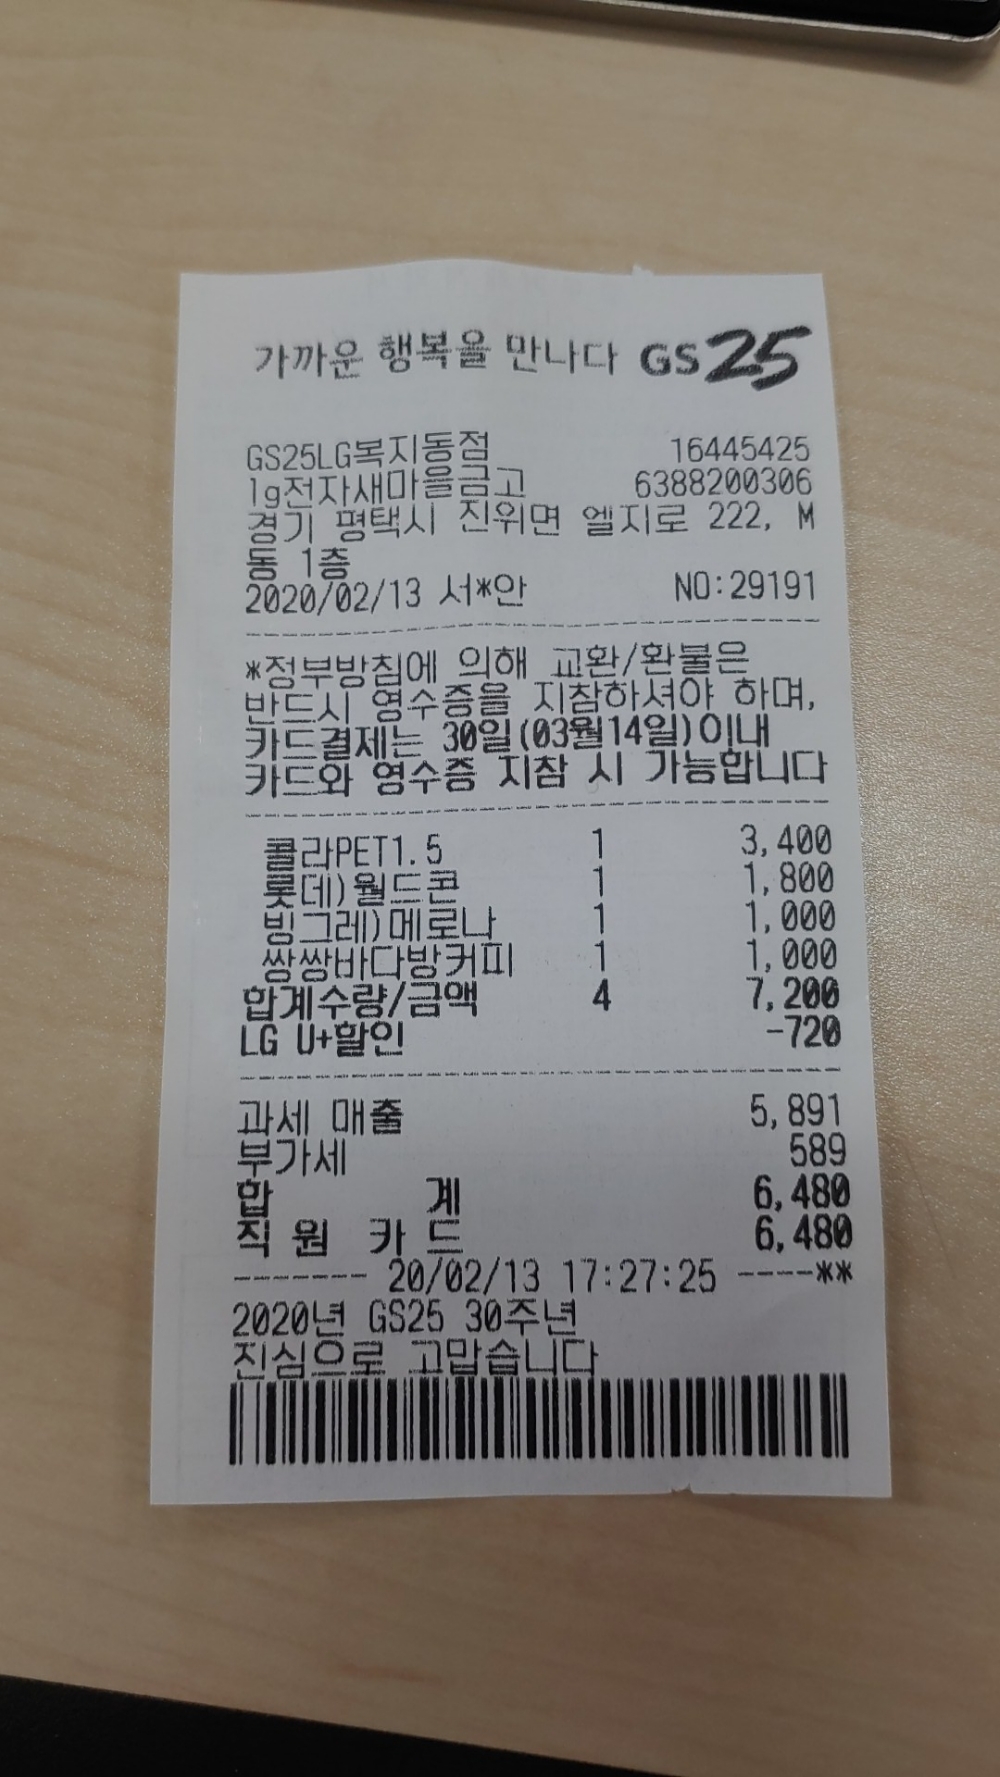 가까운 행복을 만나다 GS25
GS25LG복지동점 16445425
lg전자새마을금고 6388200306
경기 평택시 진위면 엘지로 222, M
동 1층
2020/02/13 서*안 NO:29191
*정부방침에 의해 교환/환불은
반드시 영수증을 지참하셔야 하며,
카드결제는 30일(03월14일)이내
카드와 영수증 지참 시 가능합니다
콜라PET1.5 1 3,400
롯데)월드콘 1 1,800
빙그레)메로나 1 1,000
쌍쌍바다방커피 1 1,000
합계수량/금액 4 7,200
LG U+할인 -720
과세 매출 5,891
부가세 589
합 계 6,480
직원 카드 6,480
------- 20/02/13 17:27:25 ----**
2020년 GS25 30주년
진심으로 고맙습니다